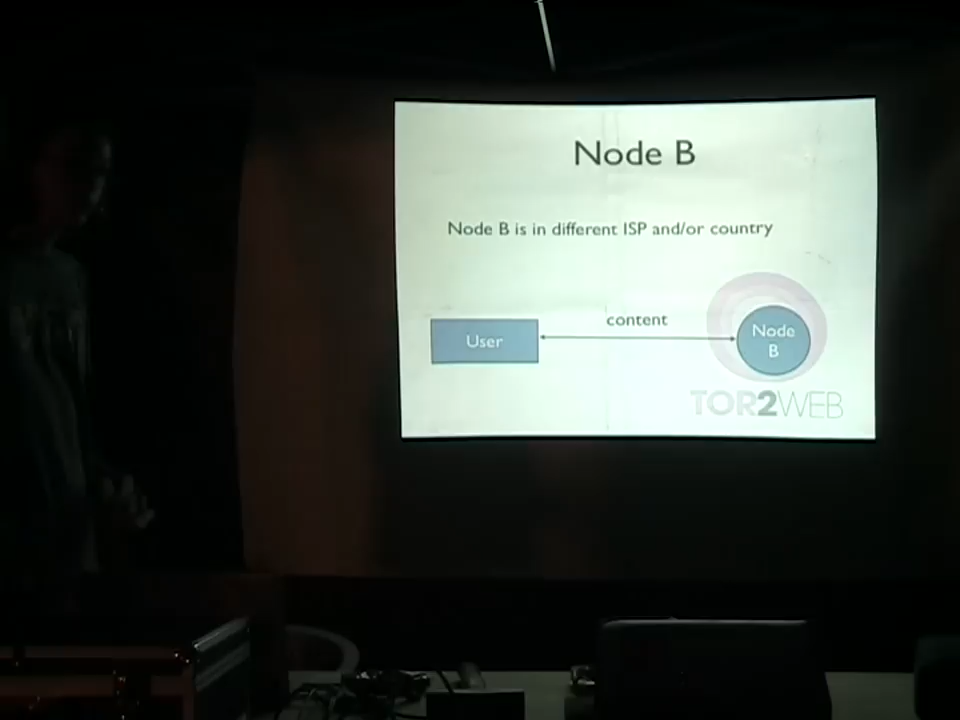 Node B
Node B is in different ISP and/or country
content
User
Node
B
TOR2WEB